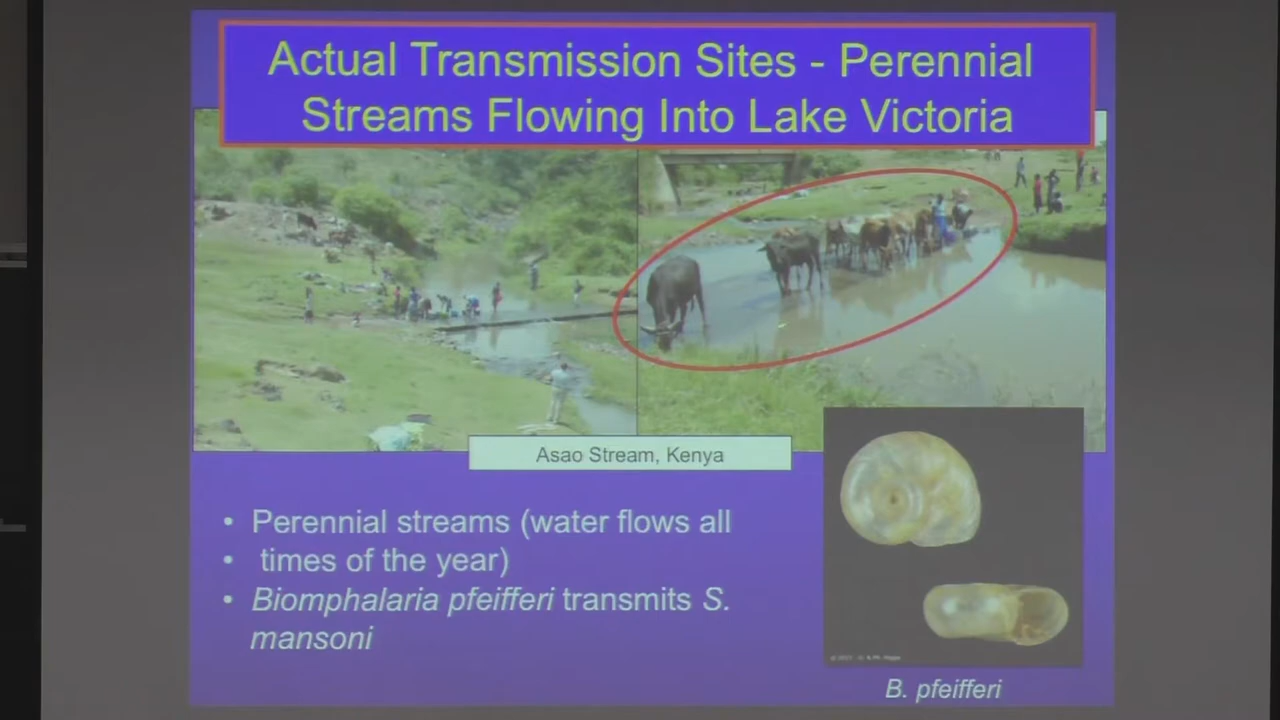 Actual Transmission Sites - Perennial
Streams Flowing Into Lake Victoria
Asao Stream, Kenya
• Perennial streams (water flows all
• times of the year)
• Biomphalaria pfeifferi transmits S.
mansoni
B. pfeifferi